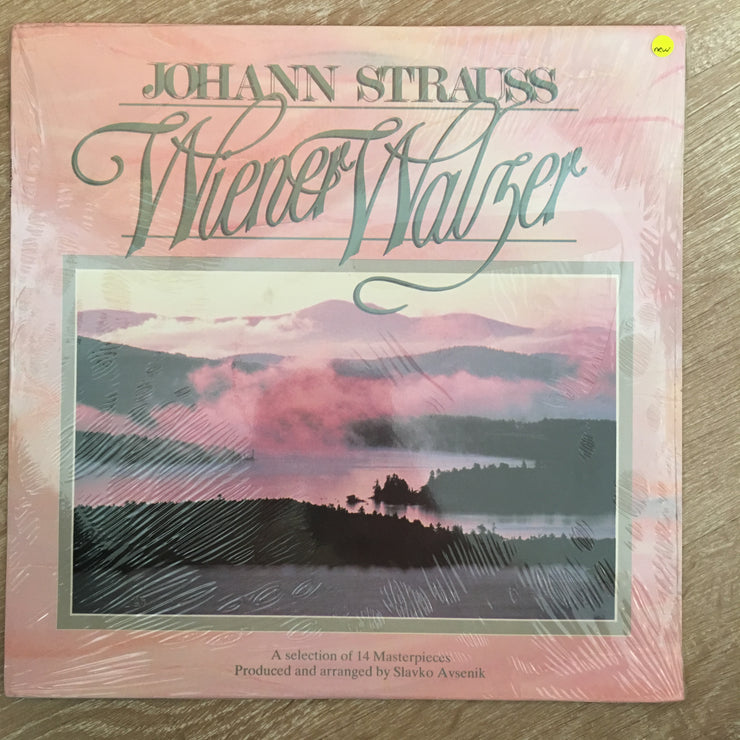 new
JOHANN STRAUSS
Wiener Walzer
A selection of 14 Masterpieces
Produced and arranged by Slavko Avsenik